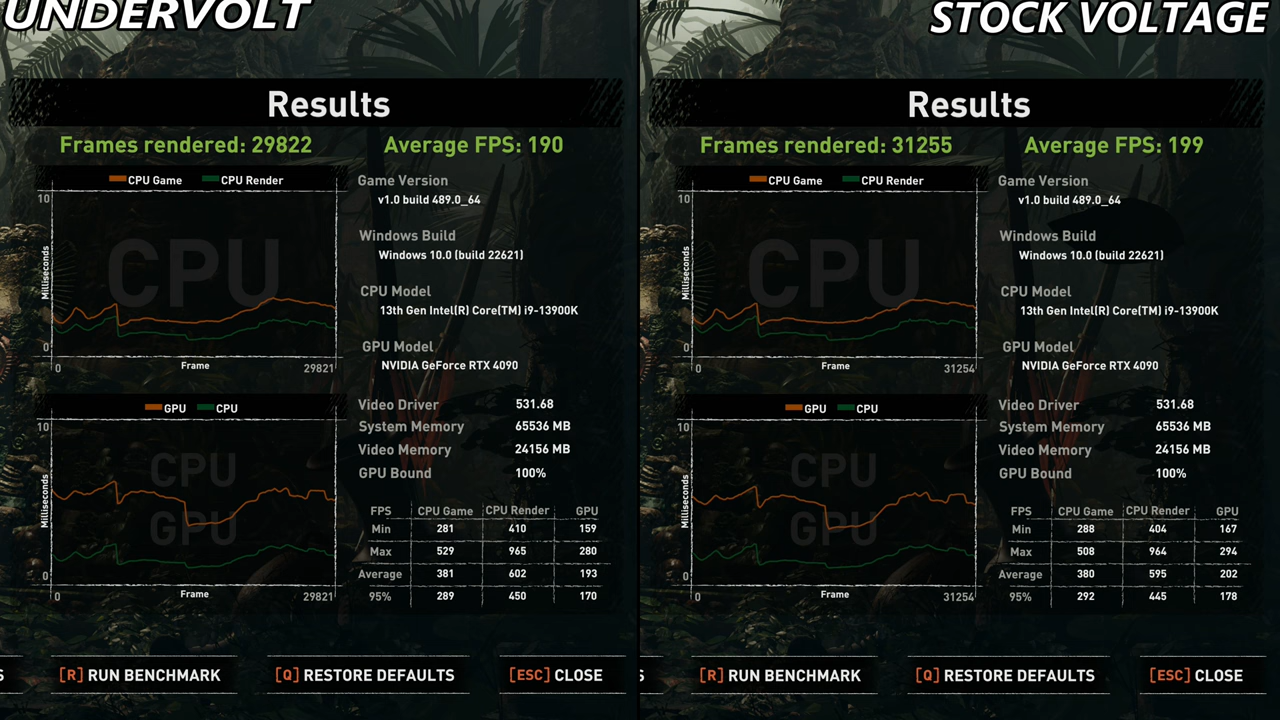 UNDERVOLT
Results
Frames rendered: 29822 Average FPS: 190
CPU Game CPU Render
10
CPU
Milliseconds
0
0 Frame 29821
GPU CPU
10
CPU
GPU
Milliseconds
0
0 Frame 29821
Game Version
v1.0 build 489.0_64
Windows Build
Windows 10.0 (build 22621)
CPU Model
13th Gen Intel(R) Core(TM) i9-13900K
GPU Model
NVIDIA GeForce RTX 4090
Video Driver 531.68
System Memory 65536 MB
Video Memory 24156 MB
GPU Bound 100%
FPS CPU Game CPU Render GPU
Min 281 410 159
Max 529 965 280
Average 381 602 193
95% 289 450 170
S [R] RUN BENCHMARK [Q] RESTORE DEFAULTS [ESC] CLOSE
STOCK VOLTAGE
Results
Frames rendered: 31255 Average FPS: 199
CPU Game CPU Render
10
CPU
Milliseconds
0
0 Frame 31254
GPU CPU
10
CPU
GPU
Milliseconds
0
0 Frame 31254
Game Version
v1.0 build 489.0_64
Windows Build
Windows 10.0 (build 22621)
CPU Model
13th Gen Intel(R) Core(TM) i9-13900K
GPU Model
NVIDIA GeForce RTX 4090
Video Driver 531.68
System Memory 65536 MB
Video Memory 24156 MB
GPU Bound 100%
FPS CPU Game CPU Render GPU
Min 288 404 167
Max 508 964 294
Average 380 595 202
95% 292 445 178
S [R] RUN BENCHMARK [Q] RESTORE DEFAULTS [ESC] CLOSE